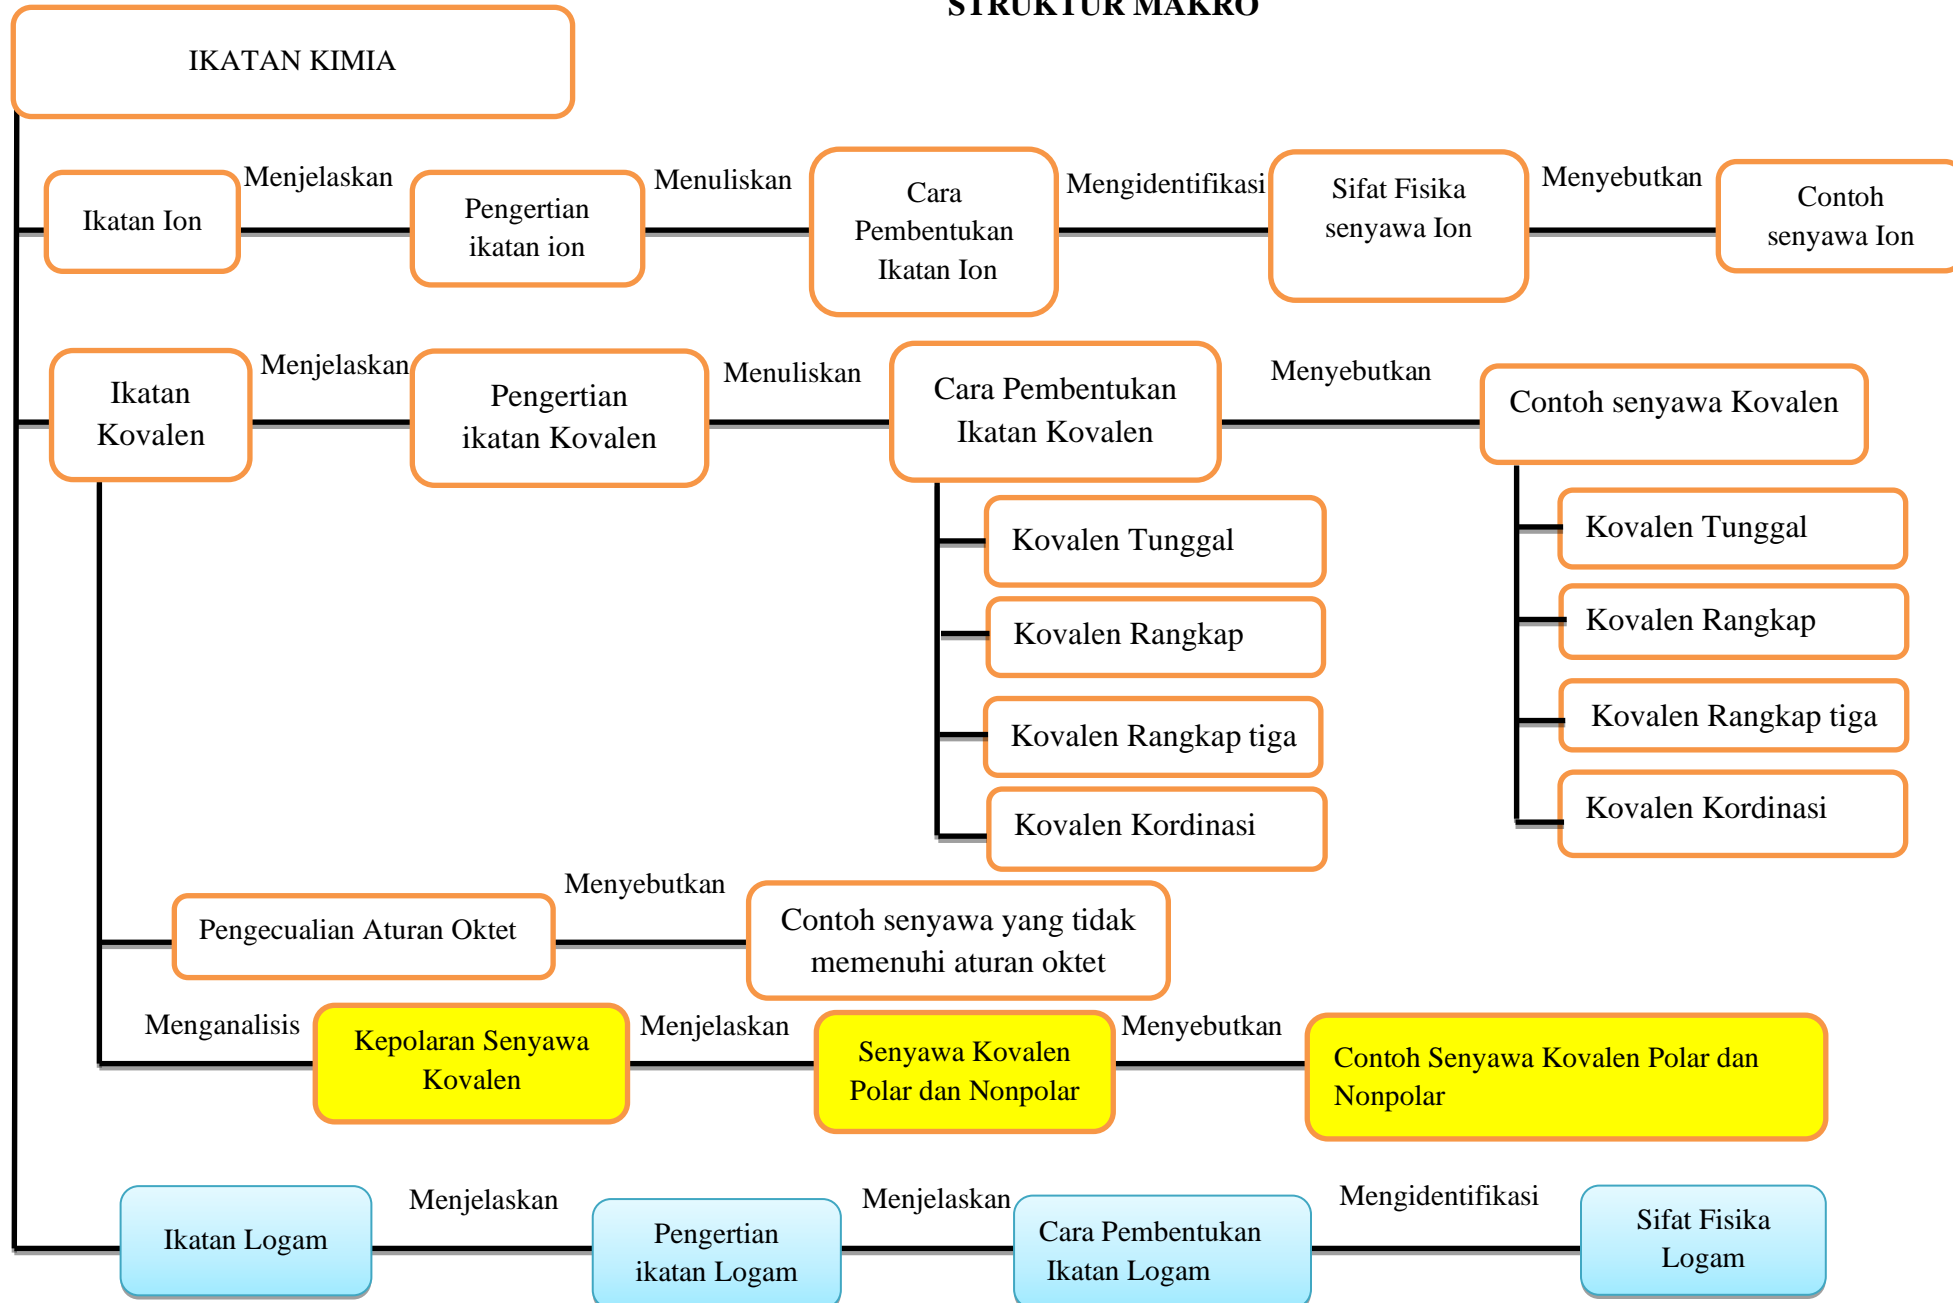 STRUKTUR MAKRO
IKATAN KIMIA
Ikatan Ion
Menjelaskan
Pengertian
ikatan ion
Menuliskan
Cara
Pembentukan
Ikatan Ion
Mengidentifikasi
Sifat Fisika
senyawa Ion
Menyebutkan
Contoh
senyawa Ion
Ikatan
Kovalen
Menjelaskan
Pengertian
ikatan Kovalen
Menuliskan
Cara Pembentukan
Ikatan Kovalen
Menyebutkan
Contoh senyawa Kovalen
Kovalen Tunggal
Kovalen Rangkap
Kovalen Rangkap tiga
Kovalen Kordinasi
Kovalen Tunggal
Kovalen Rangkap
Kovalen Rangkap tiga
Kovalen Kordinasi
Pengecualian Aturan Oktet
Menyebutkan
Contoh senyawa yang tidak
memenuhi aturan oktet
Menganalisis
Kepolaran Senyawa
Kovalen
Menjelaskan
Senyawa Kovalen
Polar dan Nonpolar
Menyebutkan
Contoh Senyawa Kovalen Polar dan
Nonpolar
Ikatan Logam
Menjelaskan
Pengertian
ikatan Logam
Menjelaskan
Cara Pembentukan
Ikatan Logam
Mengidentifikasi
Sifat Fisika
Logam